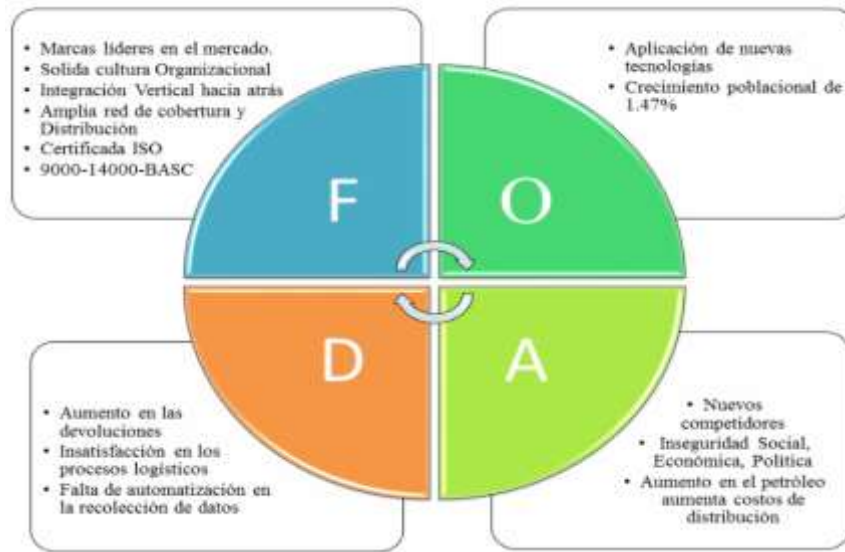 • Marcas líderes en el mercado.
• Solida cultura Organizacional
• Integración Vertical hacia atrás
• Amplia red de cobertura y
Distribución
• Certificada ISO
• 9000-14000-BASC
• Aplicación de nuevas
tecnologías
• Crecimiento poblacional de
1.47%
F
O
D
A
• Aumento en las
devoluciones
• Insatisfacción en los
procesos logísticos
• Falta de automatización en
la recolección de datos
• Nuevos
competidores
• Inseguridad Social,
Económica, Política
• Aumento en el petróleo
aumenta costos de
distribución